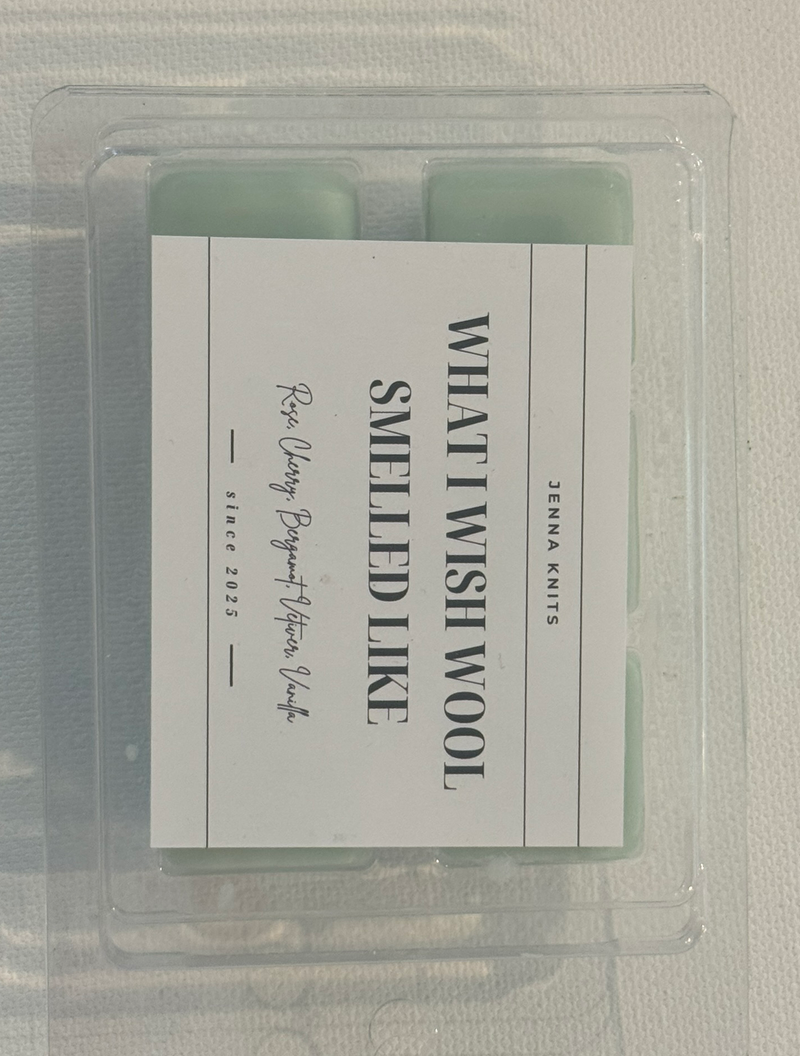 JENNA KNITS
WHAT I WISH WOOL
SMELLED LIKE
Rose, Cherry, Bergamot, Vetiver, Vanilla
since 2025